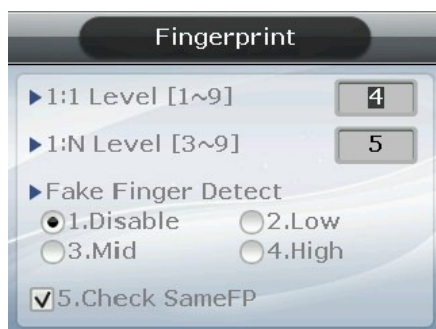 Fingerprint
1:1 Level [1~9] 4
1:N Level [3~9] 5
Fake Finger Detect
1.Disable 2.Low
3.Mid 4.High
5.Check SameFP